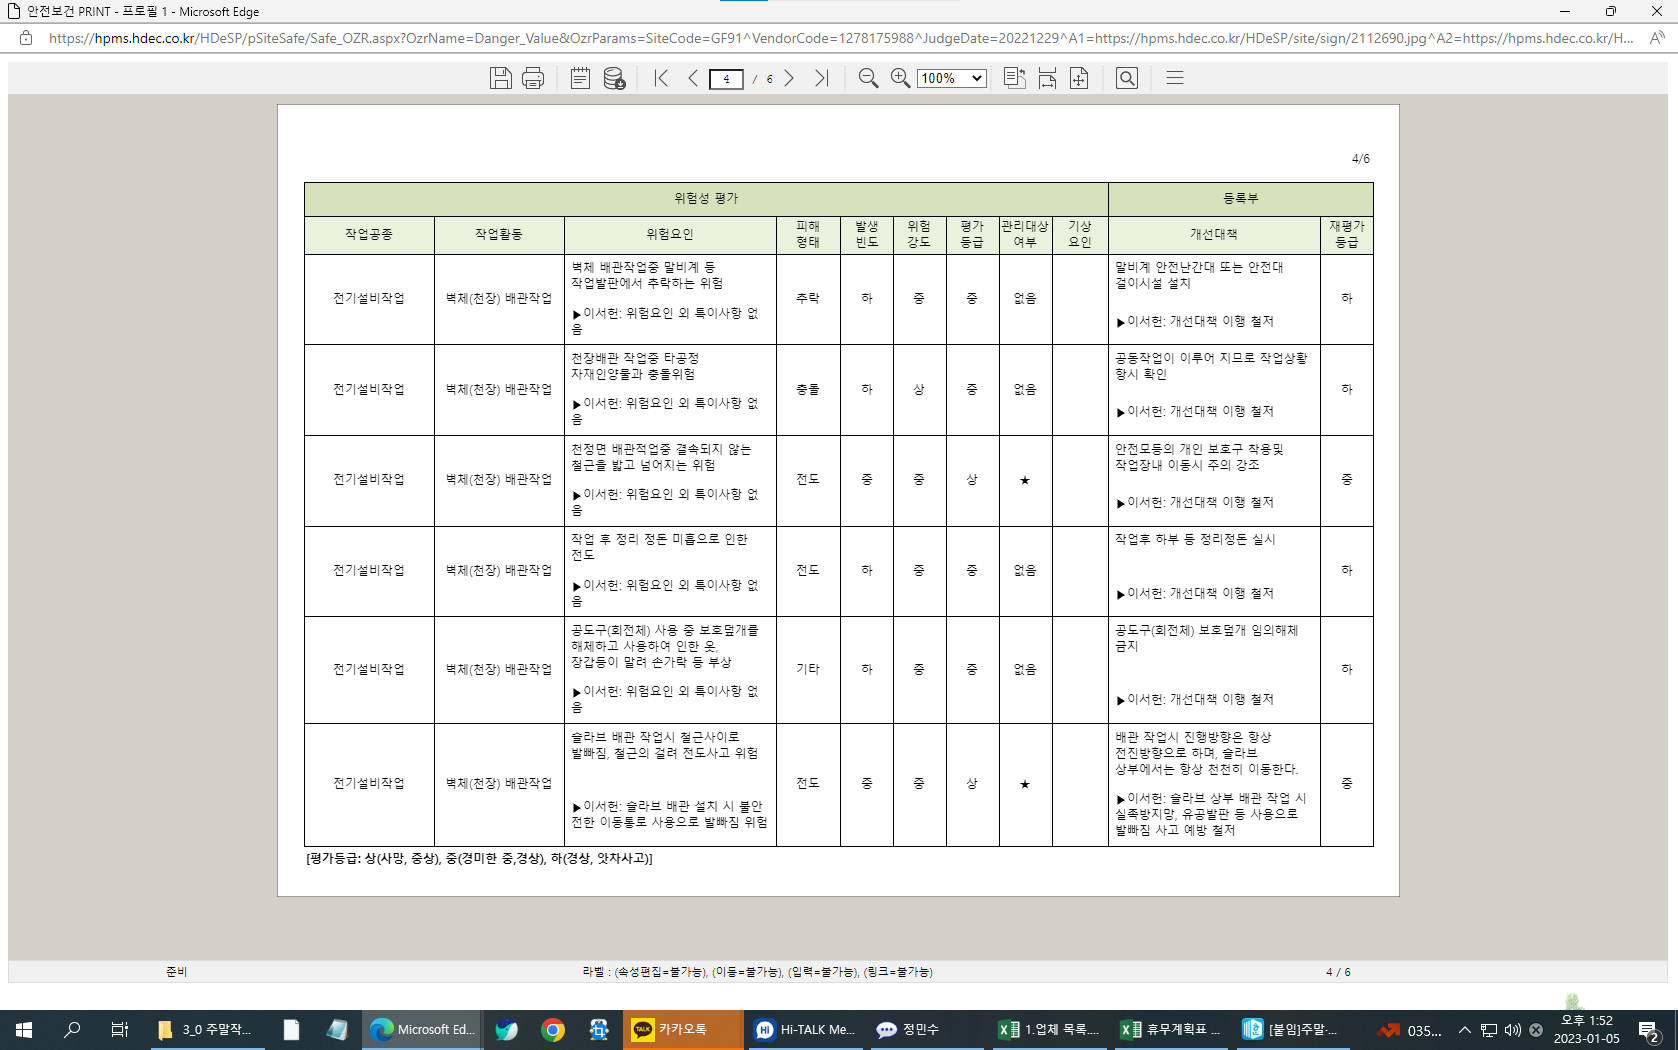 안전보건 PRINT - 프로필 1 - Microsoft Edge
https://hpms.hdec.co.kr/HDeSP/pSiteSafe/Safe_OZR.aspx?OzrName=Danger_Value&OzrParams=SiteCode=GF91^VendorCode=1278175988^JudgeDate=20221229^A1=https://hpms.hdec.co.kr/HDeSP/site/sign/2112690.jpg^A2=https://hpms.hdec.co.kr/H...
4 / 6 100%
4/6
위험성 평가 등록부
작업공종 작업활동 위험요인 피해 형태 발생 빈도 위험 강도 평가 등급 관리대상 여부 기상 요인 개선대책 재평가 등급
벽체 배관작업중 말비계 등
작업발판에서 추락하는 위험
▶이서헌: 위험요인 외 특이사항 없
음
전기설비작업 벽체(천장) 배관작업 추락 하 중 중 없음
말비계 안전난간대 또는 안전대
걸이시설 설치
▶이서헌: 개선대책 이행 철저
하
전기설비작업 벽체(천장) 배관작업
천장배관 작업중 타공정
자재인양물과 충돌위험
▶이서헌: 위험요인 외 특이사항 없
음
충돌 하 상 중 없음
공동작업이 이루어 지므로 작업상황
항시 확인
▶이서헌: 개선대책 이행 철저
하
전기설비작업 벽체(천장) 배관작업
천정면 배관적업중 결속되지 않는
철근을 밟고 넘어지는 위험
▶이서헌: 위험요인 외 특이사항 없
음
전도 중 중 상 ★
안전모등의 개인 보호구 착용및
작업장내 이동시 주의 강조
▶이서헌: 개선대책 이행 철저
중
전기설비작업 벽체(천장) 배관작업
작업 후 정리 정돈 미흡으로 인한
전도
▶이서헌: 위험요인 외 특이사항 없
음
전도 하 중 중 없음
작업후 하부 등 정리정돈 실시
▶이서헌: 개선대책 이행 철저
하
전기설비작업 벽체(천장) 배관작업
공도구(회전체) 사용 중 보호덮개를
해체하고 사용하여 인한 옷,
장갑등이 말려 손가락 등 부상
▶이서헌: 위험요인 외 특이사항 없
음
기타 하 중 중 없음
공도구(회전체) 보호덮개 임의해체
금지
▶이서헌: 개선대책 이행 철저
하
전기설비작업 벽체(천장) 배관작업
슬라브 배관 작업시 철근사이로
발빠짐, 철근의 걸려 전도사고 위험
▶이서헌: 슬라브 배관 설치 시 불안
전한 이동통로 사용으로 발빠짐 위험
전도 중 중 상 ★
배관 작업시 진행방향은 항상
전진방향으로 하며, 슬라브
상부에서는 항상 천천히 이동한다.
▶이서헌: 슬라브 상부 배관 작업 시
실족방지망, 유공발판 등 사용으로
발빠짐 사고 예방 철저
중
[평가등급: 상(사망, 중상), 중(경미한 중,경상), 하(경상, 앗차사고)]
준비 라벨 : (속성편집=불가능), (이동=불가능), (입력=불가능), (링크=불가능) 4 / 6
3_0 주말작... Microsoft Ed... TALK 카카오톡 Hi Hi-TALK Me... 정민수 1.업체 목록.... 휴무계획표 ... [붙임]주말·... 035... 오후 1:52
2023-01-05 2